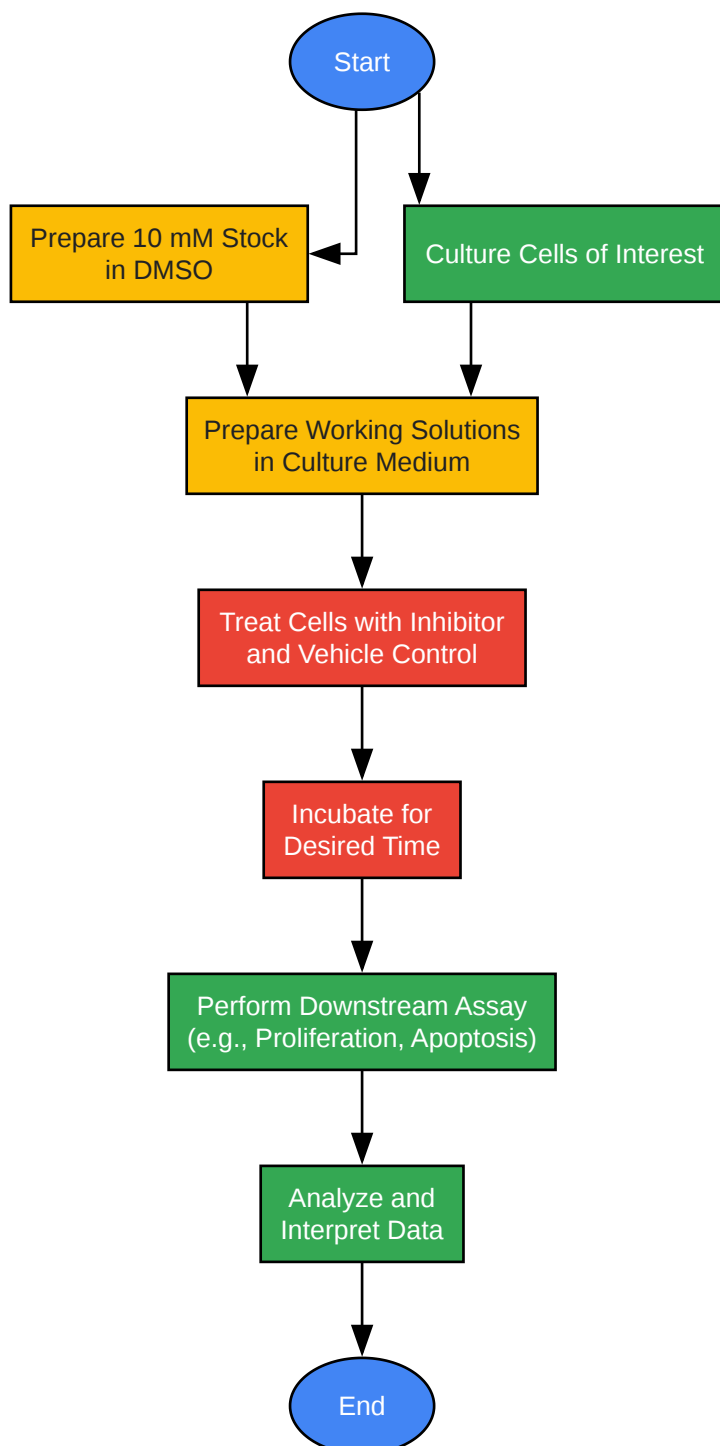 Start
Prepare 10 mM Stock
in DMSO
Culture Cells of Interest
Prepare Working Solutions
in Culture Medium
Treat Cells with Inhibitor
and Vehicle Control
Incubate for
Desired Time
Perform Downstream Assay
(e.g., Proliferation, Apoptosis)
Analyze and
Interpret Data
End